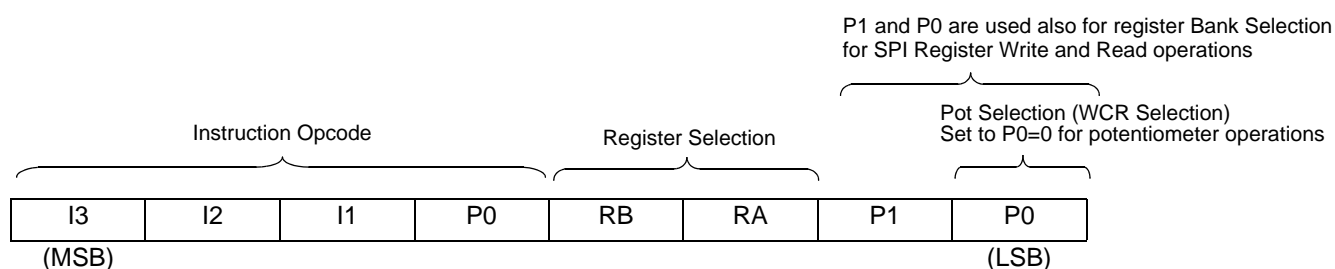 P1 and P0 are used also for register Bank Selection
for SPI Register Write and Read operations
Pot Selection (WCR Selection)
Set to P0=0 for potentiometer operations
Instruction Opcode
Register Selection
I3 I2 I1 P0 RB RA P1 P0
(MSB) (LSB)